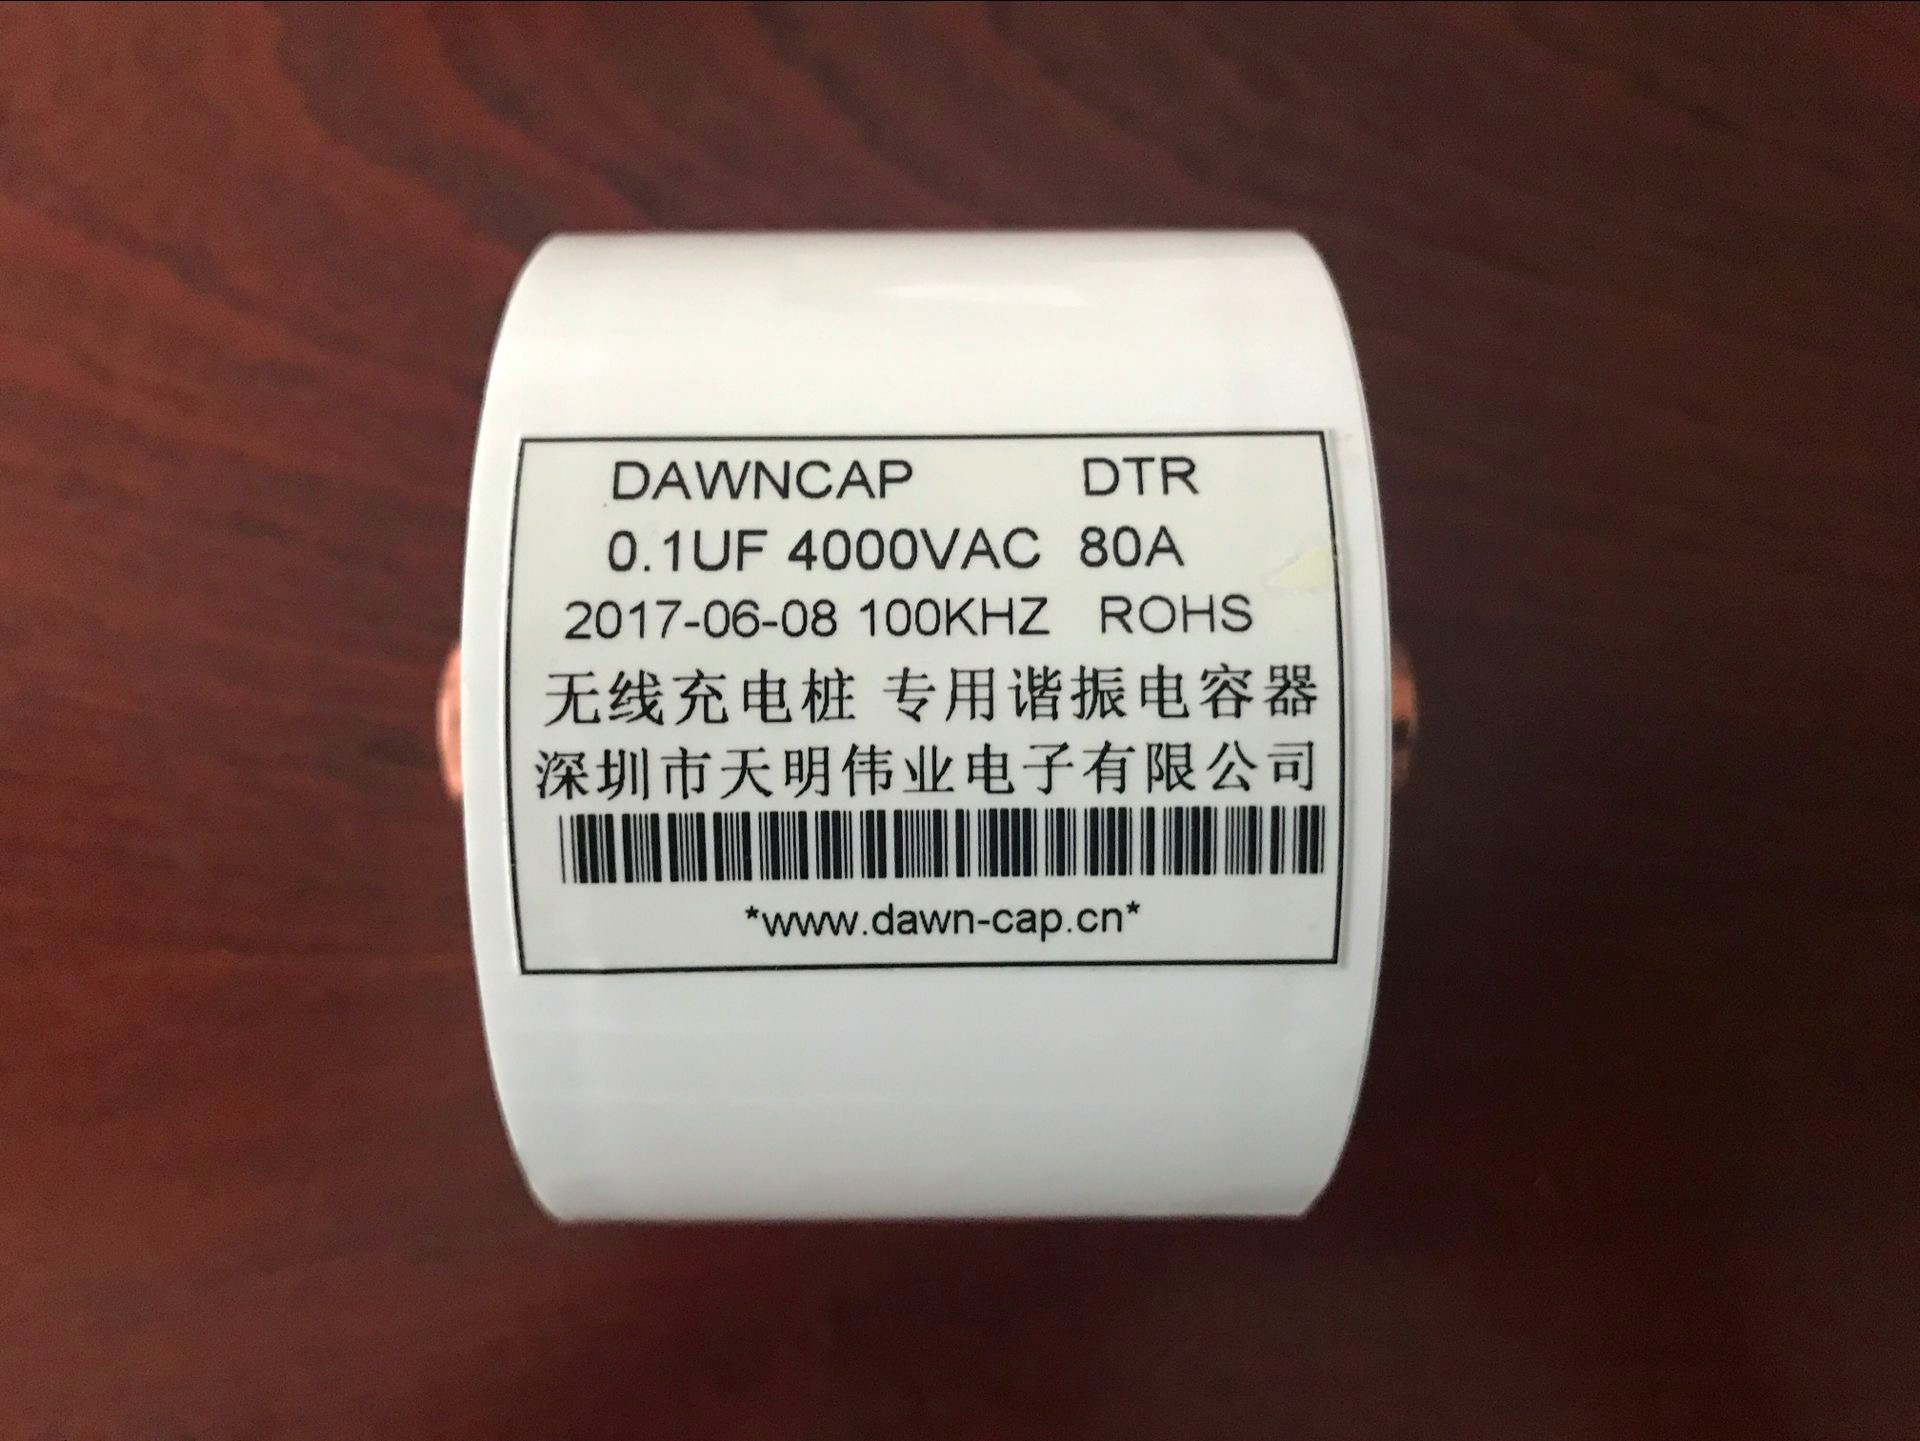 DAWNCAP DTR
0.1UF 4000VAC 80A
2017-06-08 100KHZ ROHS
无线充电桩 专用谐振电容器
深圳市天明伟业电子有限公司
*www.dawn-cap.cn*